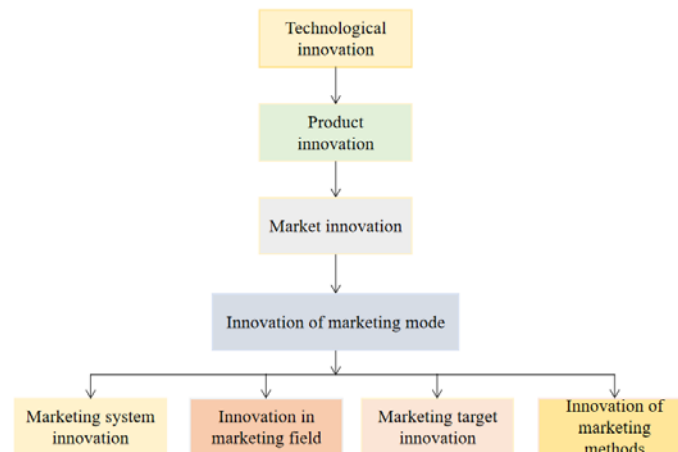 Technological
innovation
Product
innovation
Market innovation
Innovation of marketing mode
Marketing system
innovation
Innovation in
marketing field
Marketing target
innovation
Innovation of
marketing
methods